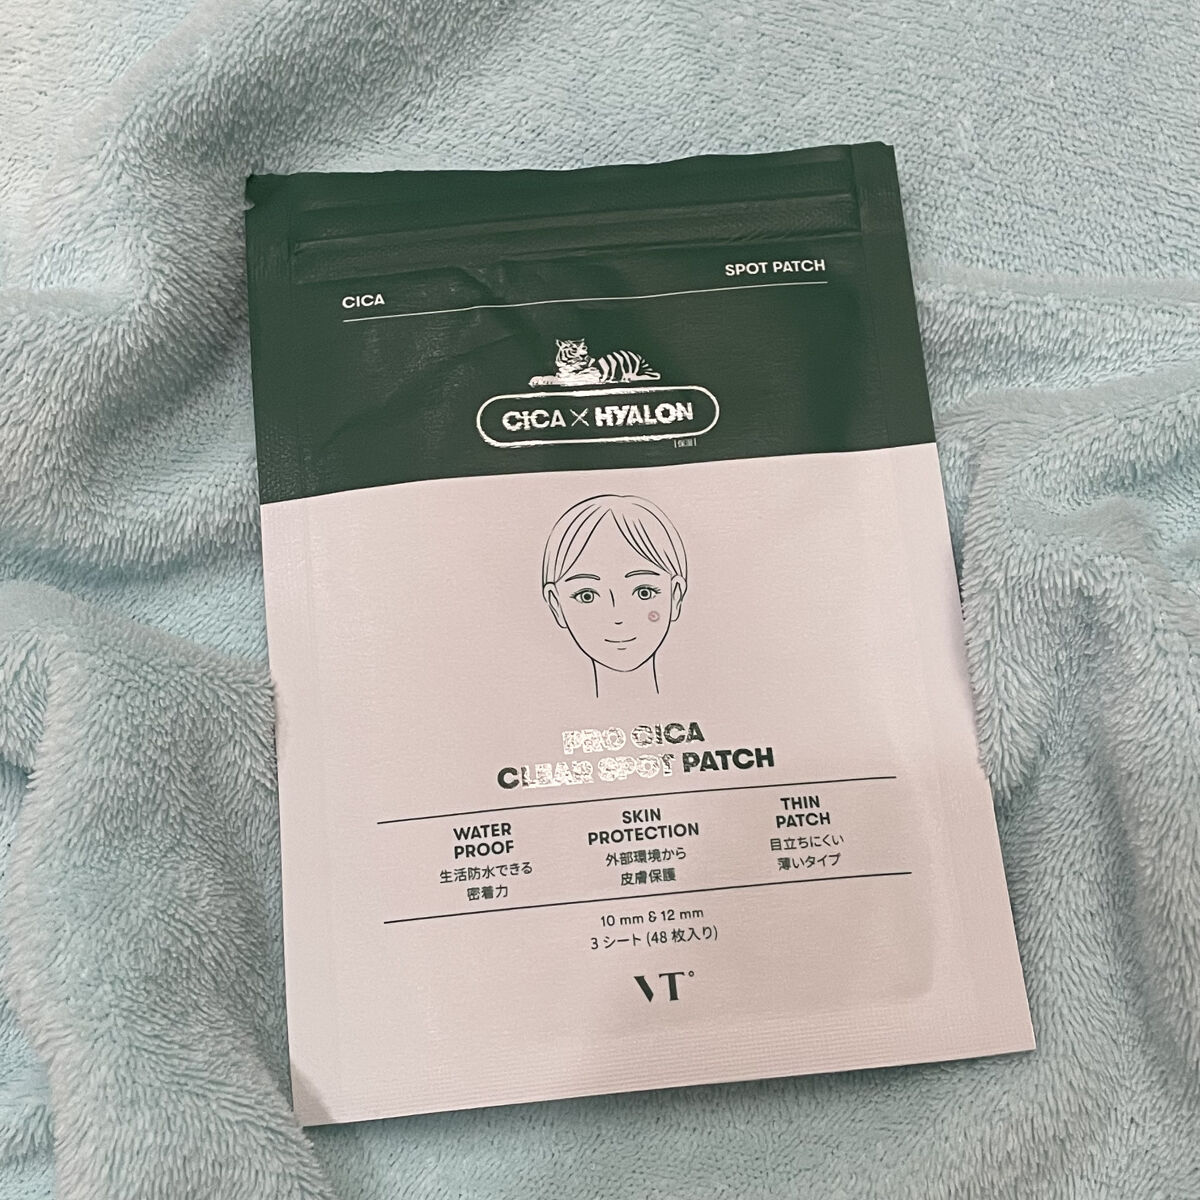 CICA
SPOT PATCH
CICA×HYALON
[保湿]
PRO CICA
CLEAR SPOT PATCH
WATER
PROOF
生活防水できる
密着力
SKIN
PROTECTION
外部環境から
皮膚保護
THIN
PATCH
目立ちにくい
薄いタイプ
10 mm & 12 mm
3シート (48 枚入り)
VT°